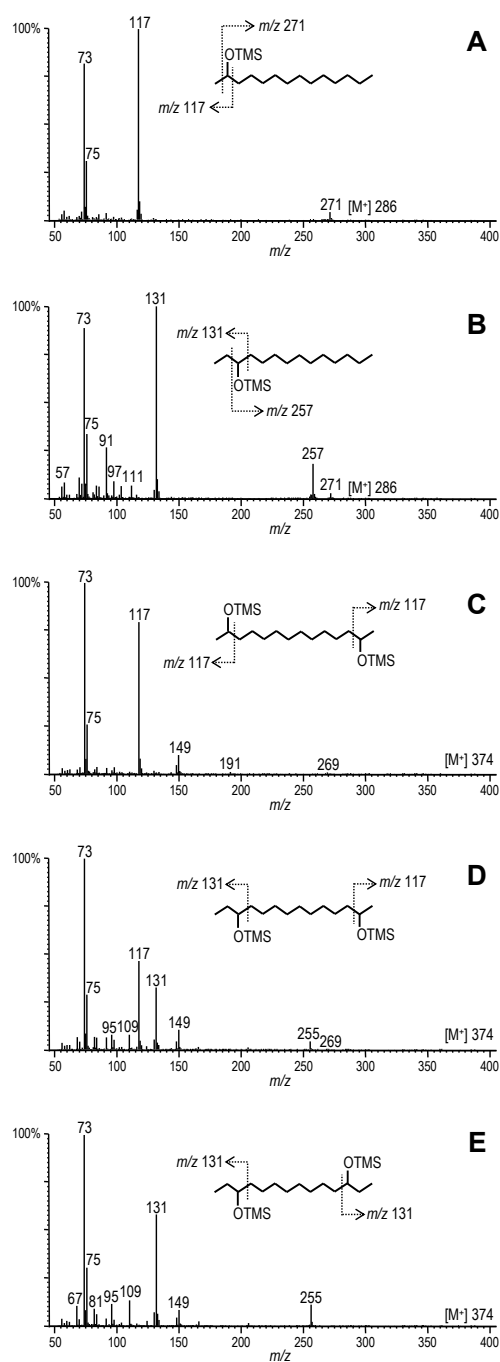 A
100%
117
73
75
m/z 271
OTMS
m/z 117
271 [M+] 286
50 100 150 200 250 300 350 400
m/z
B
100%
131
73
75
91
57
97
111
m/z 131
OTMS
m/z 257
257
271 [M+] 286
50 100 150 200 250 300 350 400
m/z
C
100%
73
117
75
149
191
269
OTMS
m/z 117
m/z 117
OTMS
[M+] 374
50 100 150 200 250 300 350 400
m/z
D
100%
73
117
131
75
95
109
149
255
269
m/z 131
m/z 117
OTMS
OTMS
[M+] 374
50 100 150 200 250 300 350 400
m/z
E
100%
73
131
75
67
81
95
109
149
255
m/z 131
OTMS
OTMS
m/z 131
[M+] 374
50 100 150 200 250 300 350 400
m/z